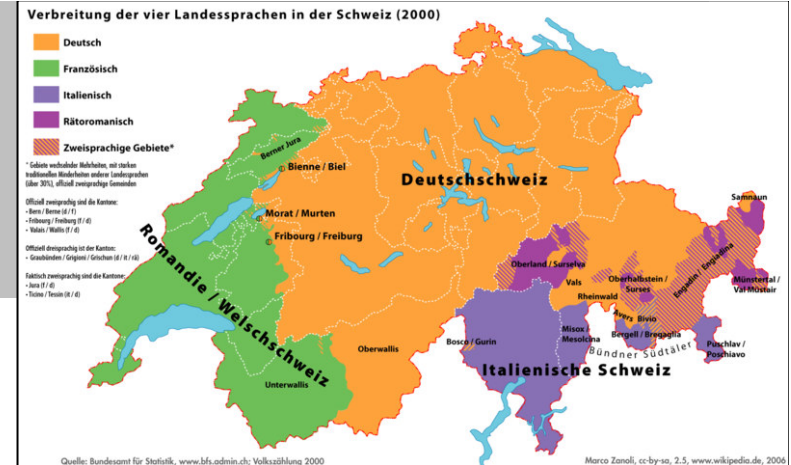 Verbreitung der vier Landessprachen in der Schweiz (2000)
Deutsch
Französisch
Italienisch
Rätoromanisch
Zweisprachige Gebiete*
* Gebiete wechselnder Mehrheiten, mit starken
traditionellen Minderheiten anderer Landessprachen
(über 30%), offiziell zweisprachige Gemeinden
Offiziell zweisprachig sind die Kantone:
- Bern / Berne (d / f)
- Fribourg / Freiburg (f / d)
- Valais / Wallis (f / d)
Offiziell dreisprachig ist der Kanton:
- Graubünden / Grigioni / Grischun (d / it / rä)
Faktisch zweisprachig sind die Kantone:
- Jura (f / d)
- Ticino / Tessin (it / d)
Berner Jura
Bienne / Biel
Morat / Murten
Fribourg / Freiburg
Romandie / Welschschweiz
Deutschschweiz
Unterwallis
Oberwallis
Samnaun
Oberland / Surselva
Vals
Rheinwald
Oberhalbstein /
Surses
Engadin / Engiadina
Münstertal /
Val Müstair
Avers
Bivio
Bergell / Bregaglia
Misox /
Mesolcina
Bosco / Gurin
Puschlav /
Poschiavo
Bündner Südtäler
Italienische Schweiz
Quelle: Bundesamt für Statistik, www.bfs.admin.ch; Volkszählung 2000
Marco Zanoli, cc-by-sa, 2.5, www.wikipedia.de, 2006